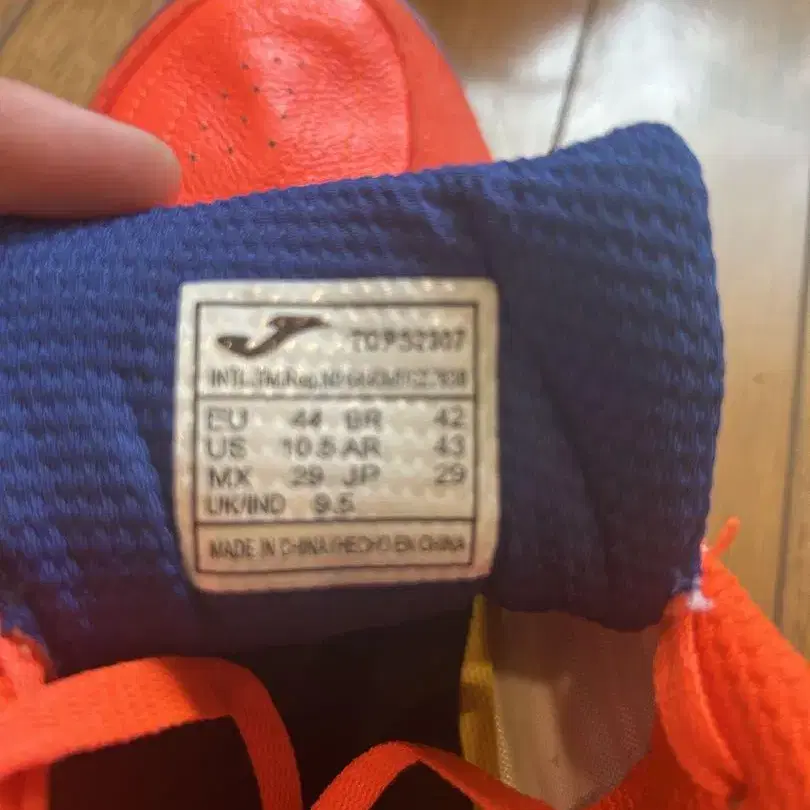 EU 44 BR 42
US 10.5 AR 43
MX 29 JP 29
UK/IND 9.5
MADE IN CHINA/HECHO EN CHINA